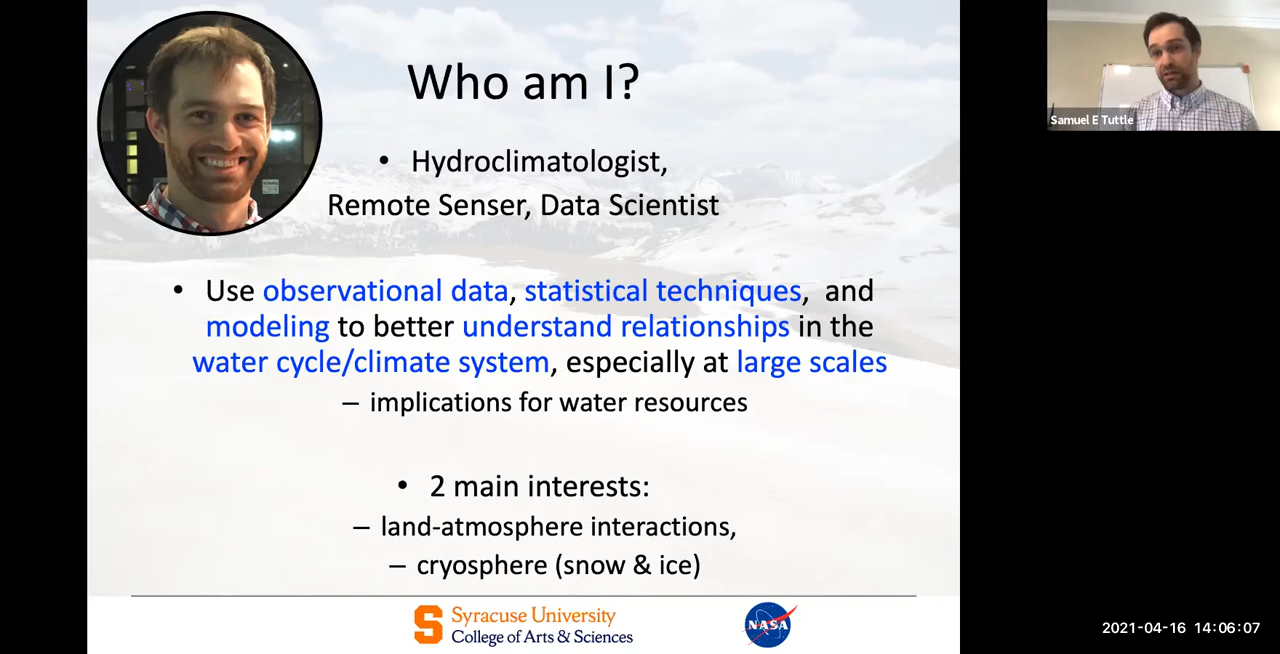 Who am I?
• Hydroclimatologist,
Remote Senser, Data Scientist
• Use observational data, statistical techniques, and
modeling to better understand relationships in the
water cycle/climate system, especially at large scales
– implications for water resources
• 2 main interests:
– land-atmosphere interactions,
– cryosphere (snow & ice)
S
Syracuse University
College of Arts & Sciences
NASA
Samuel E Tuttle
2021-04-16 14:06:07